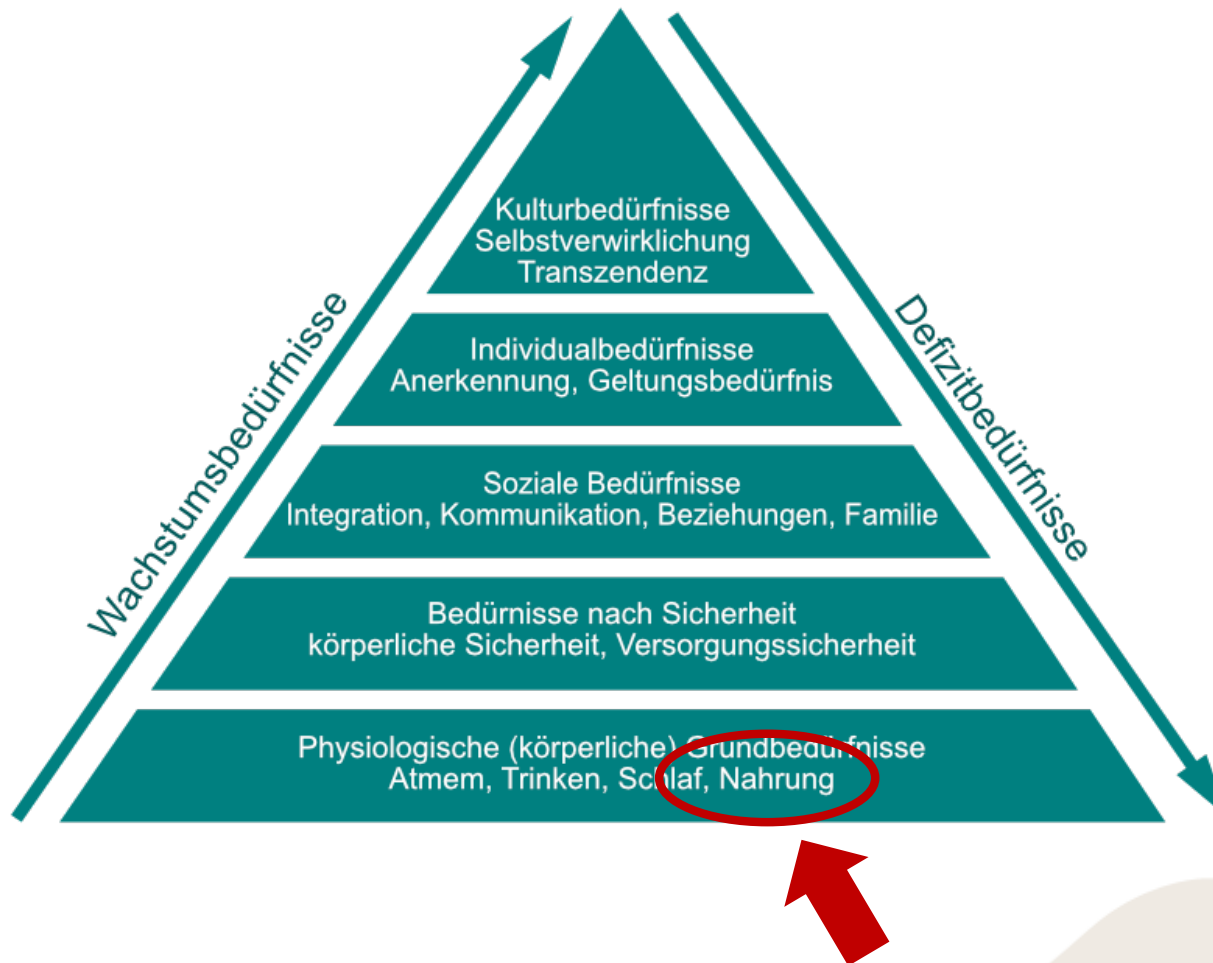 Kulturbedürfnisse
Selbstverwirklichung
Transzendenz
Individualbedürfnisse
Anerkennung, Geltungsbedürfnis
Soziale Bedürfnisse
Integration, Kommunikation, Beziehungen, Familie
Bedürnisse nach Sicherheit
körperliche Sicherheit, Versorgungssicherheit
Physiologische (körperliche) Grundbedürfnisse
Atmem, Trinken, Schlaf, Nahrung
Wachstumsbedürfnisse
Defizitbedürfnisse